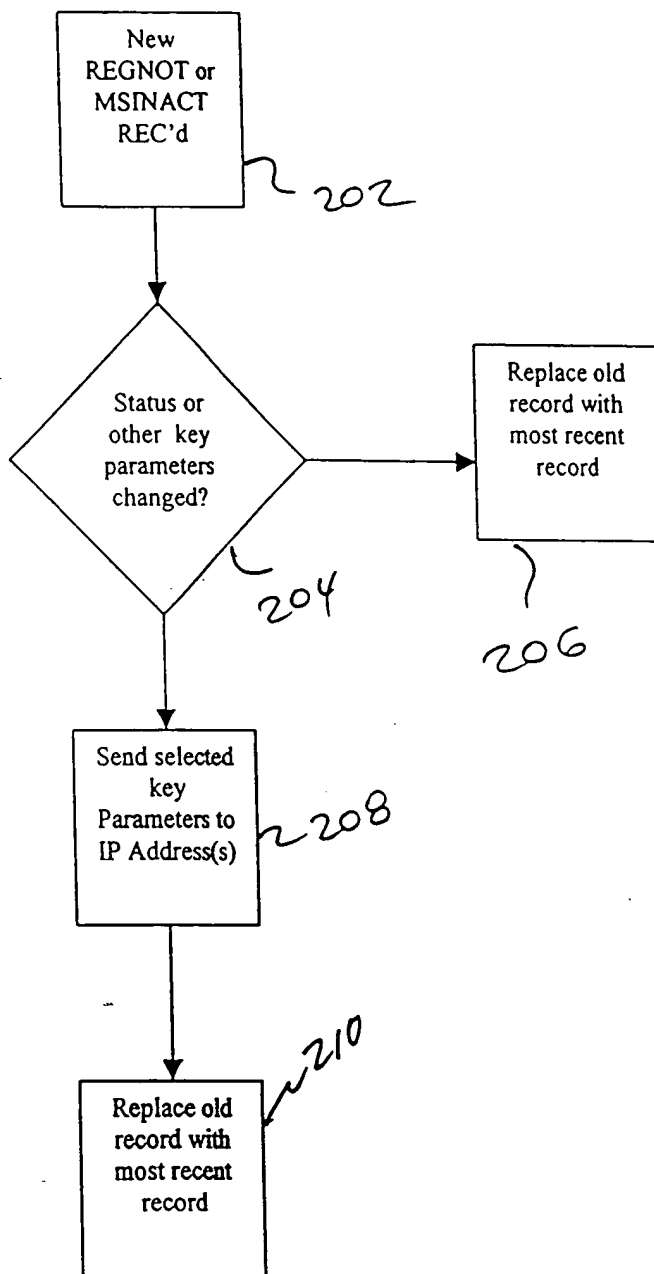 New
REGNOT or
MSINACT
REC'd
202
Status or
other key
parameters
changed?
204
Replace old
record with
most recent
record
206
Send selected
key
Parameters to
IP Address(s)
208
210
Replace old
record with
most recent
record